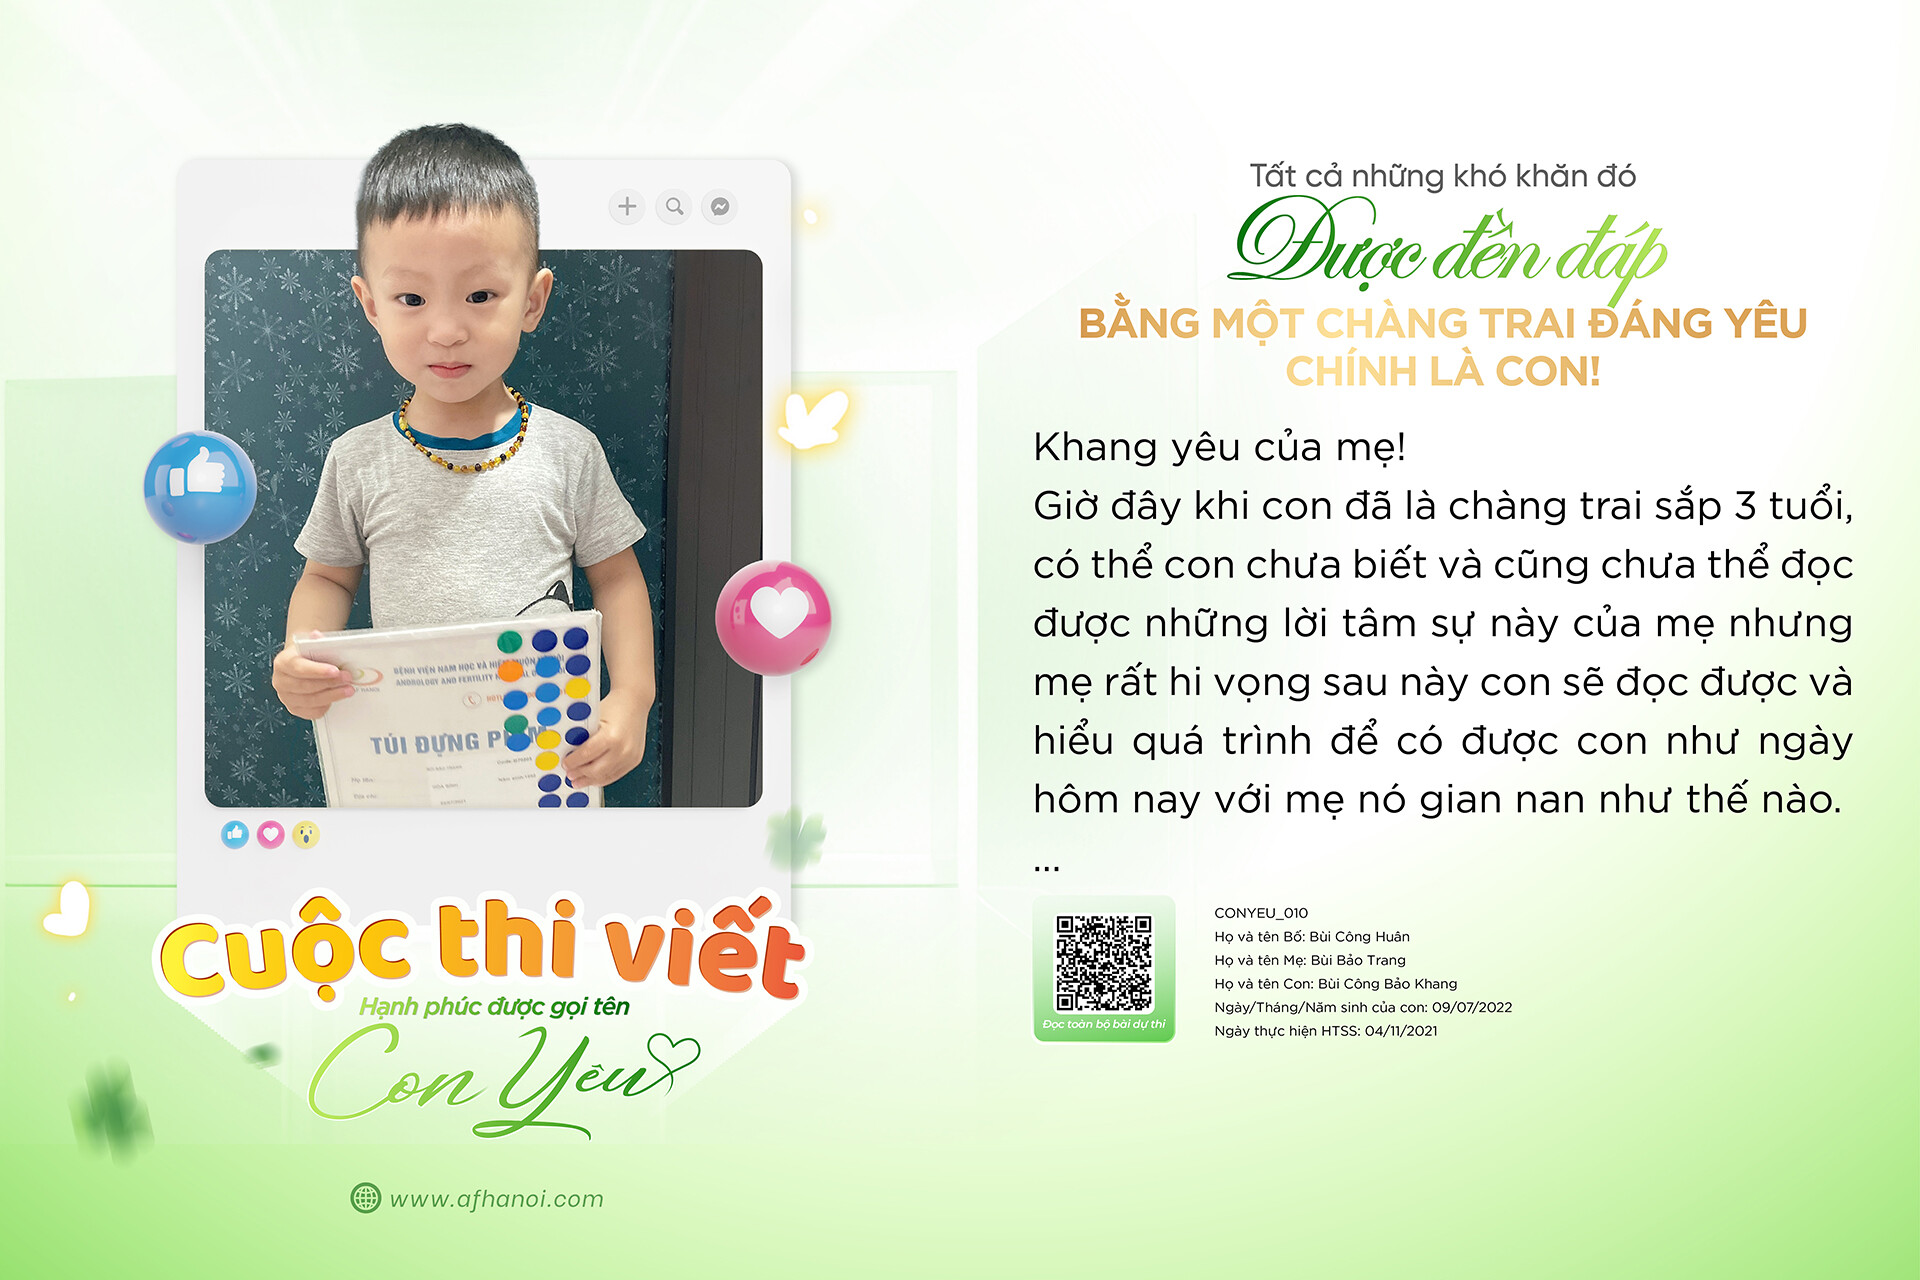 Tất cả những khó khăn đó
Được đền đáp
BẰNG MỘT CHÀNG TRAI ĐÁNG YÊU
CHÍNH LÀ CON!
Khang yêu của mẹ!
Giờ đây khi con đã là chàng trai sắp 3 tuổi,
có thể con chưa biết và cũng chưa thể đọc
được những lời tâm sự này của mẹ nhưng
mẹ rất hi vọng sau này con sẽ đọc được và
hiểu quá trình để có được con như ngày
hôm nay với mẹ nó gian nan như thế nào.
...
BỆNH VIỆN NAM HỌC VÀ HIẾM MUỘN
ANDROLOGY AND FERTILITY
TÚI ĐỰNG
Cuộc thi viết
Hạnh phúc được gọi tên
Con Yêu
www.afhanoi.com
Đọc toàn bộ bài dự thi
CONYEU_010
Họ và tên Bố: Bùi Công Huân
Họ và tên Mẹ: Bùi Bảo Trang
Họ và tên Con: Bùi Công Bảo Khang
Ngày/Tháng/Năm sinh của con: 09/07/2022
Ngày thực hiện HTSS: 04/11/2021